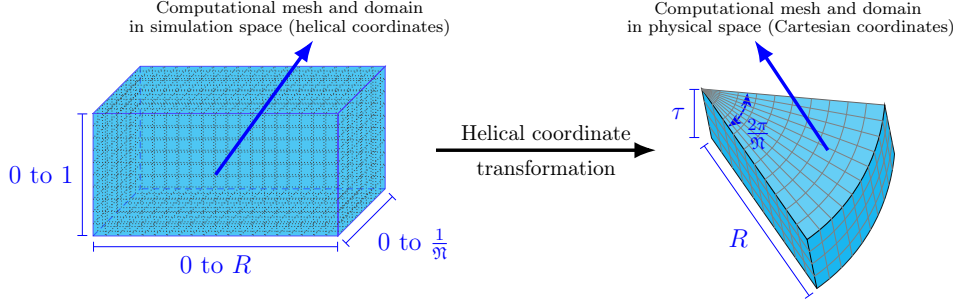 Computational mesh and domain
in simulation space (helical coordinates)
0 to 1
0 to R
0 to 1/𝔑
Helical coordinate
transformation
Computational mesh and domain
in physical space (Cartesian coordinates)
τ
2π/𝔑
R